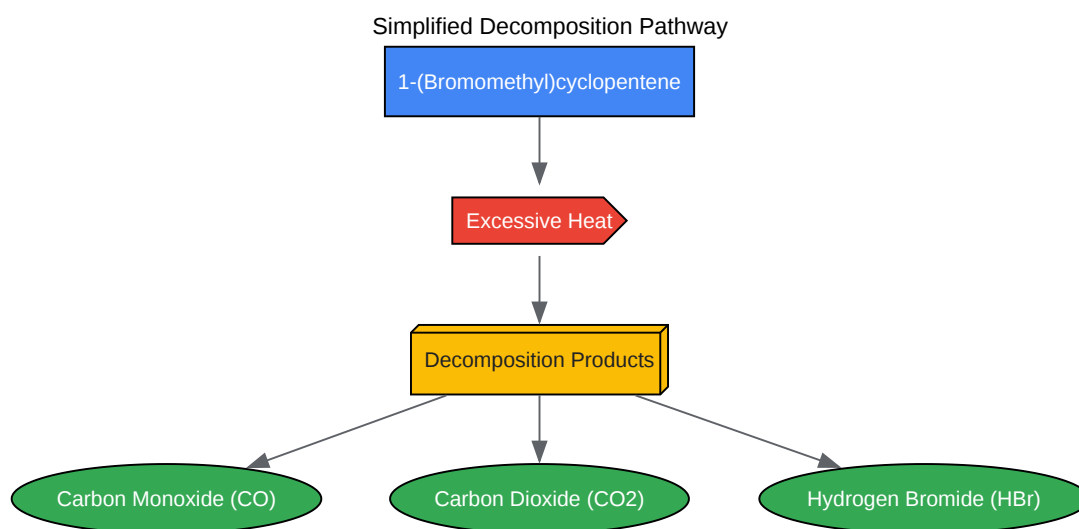 Simplified Decomposition Pathway
1-(Bromomethyl)cyclopentene
Excessive Heat
Decomposition Products
Carbon Monoxide (CO)
Carbon Dioxide (CO2)
Hydrogen Bromide (HBr)